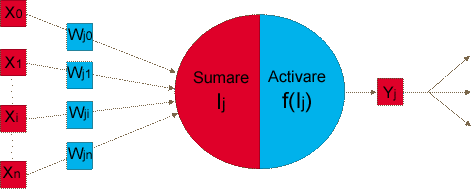 X0
Wj0
X1
Wj1
Xi
Wji
Xn
Wjn
Sumare
Ij
Activare
f(Ij)
Yj